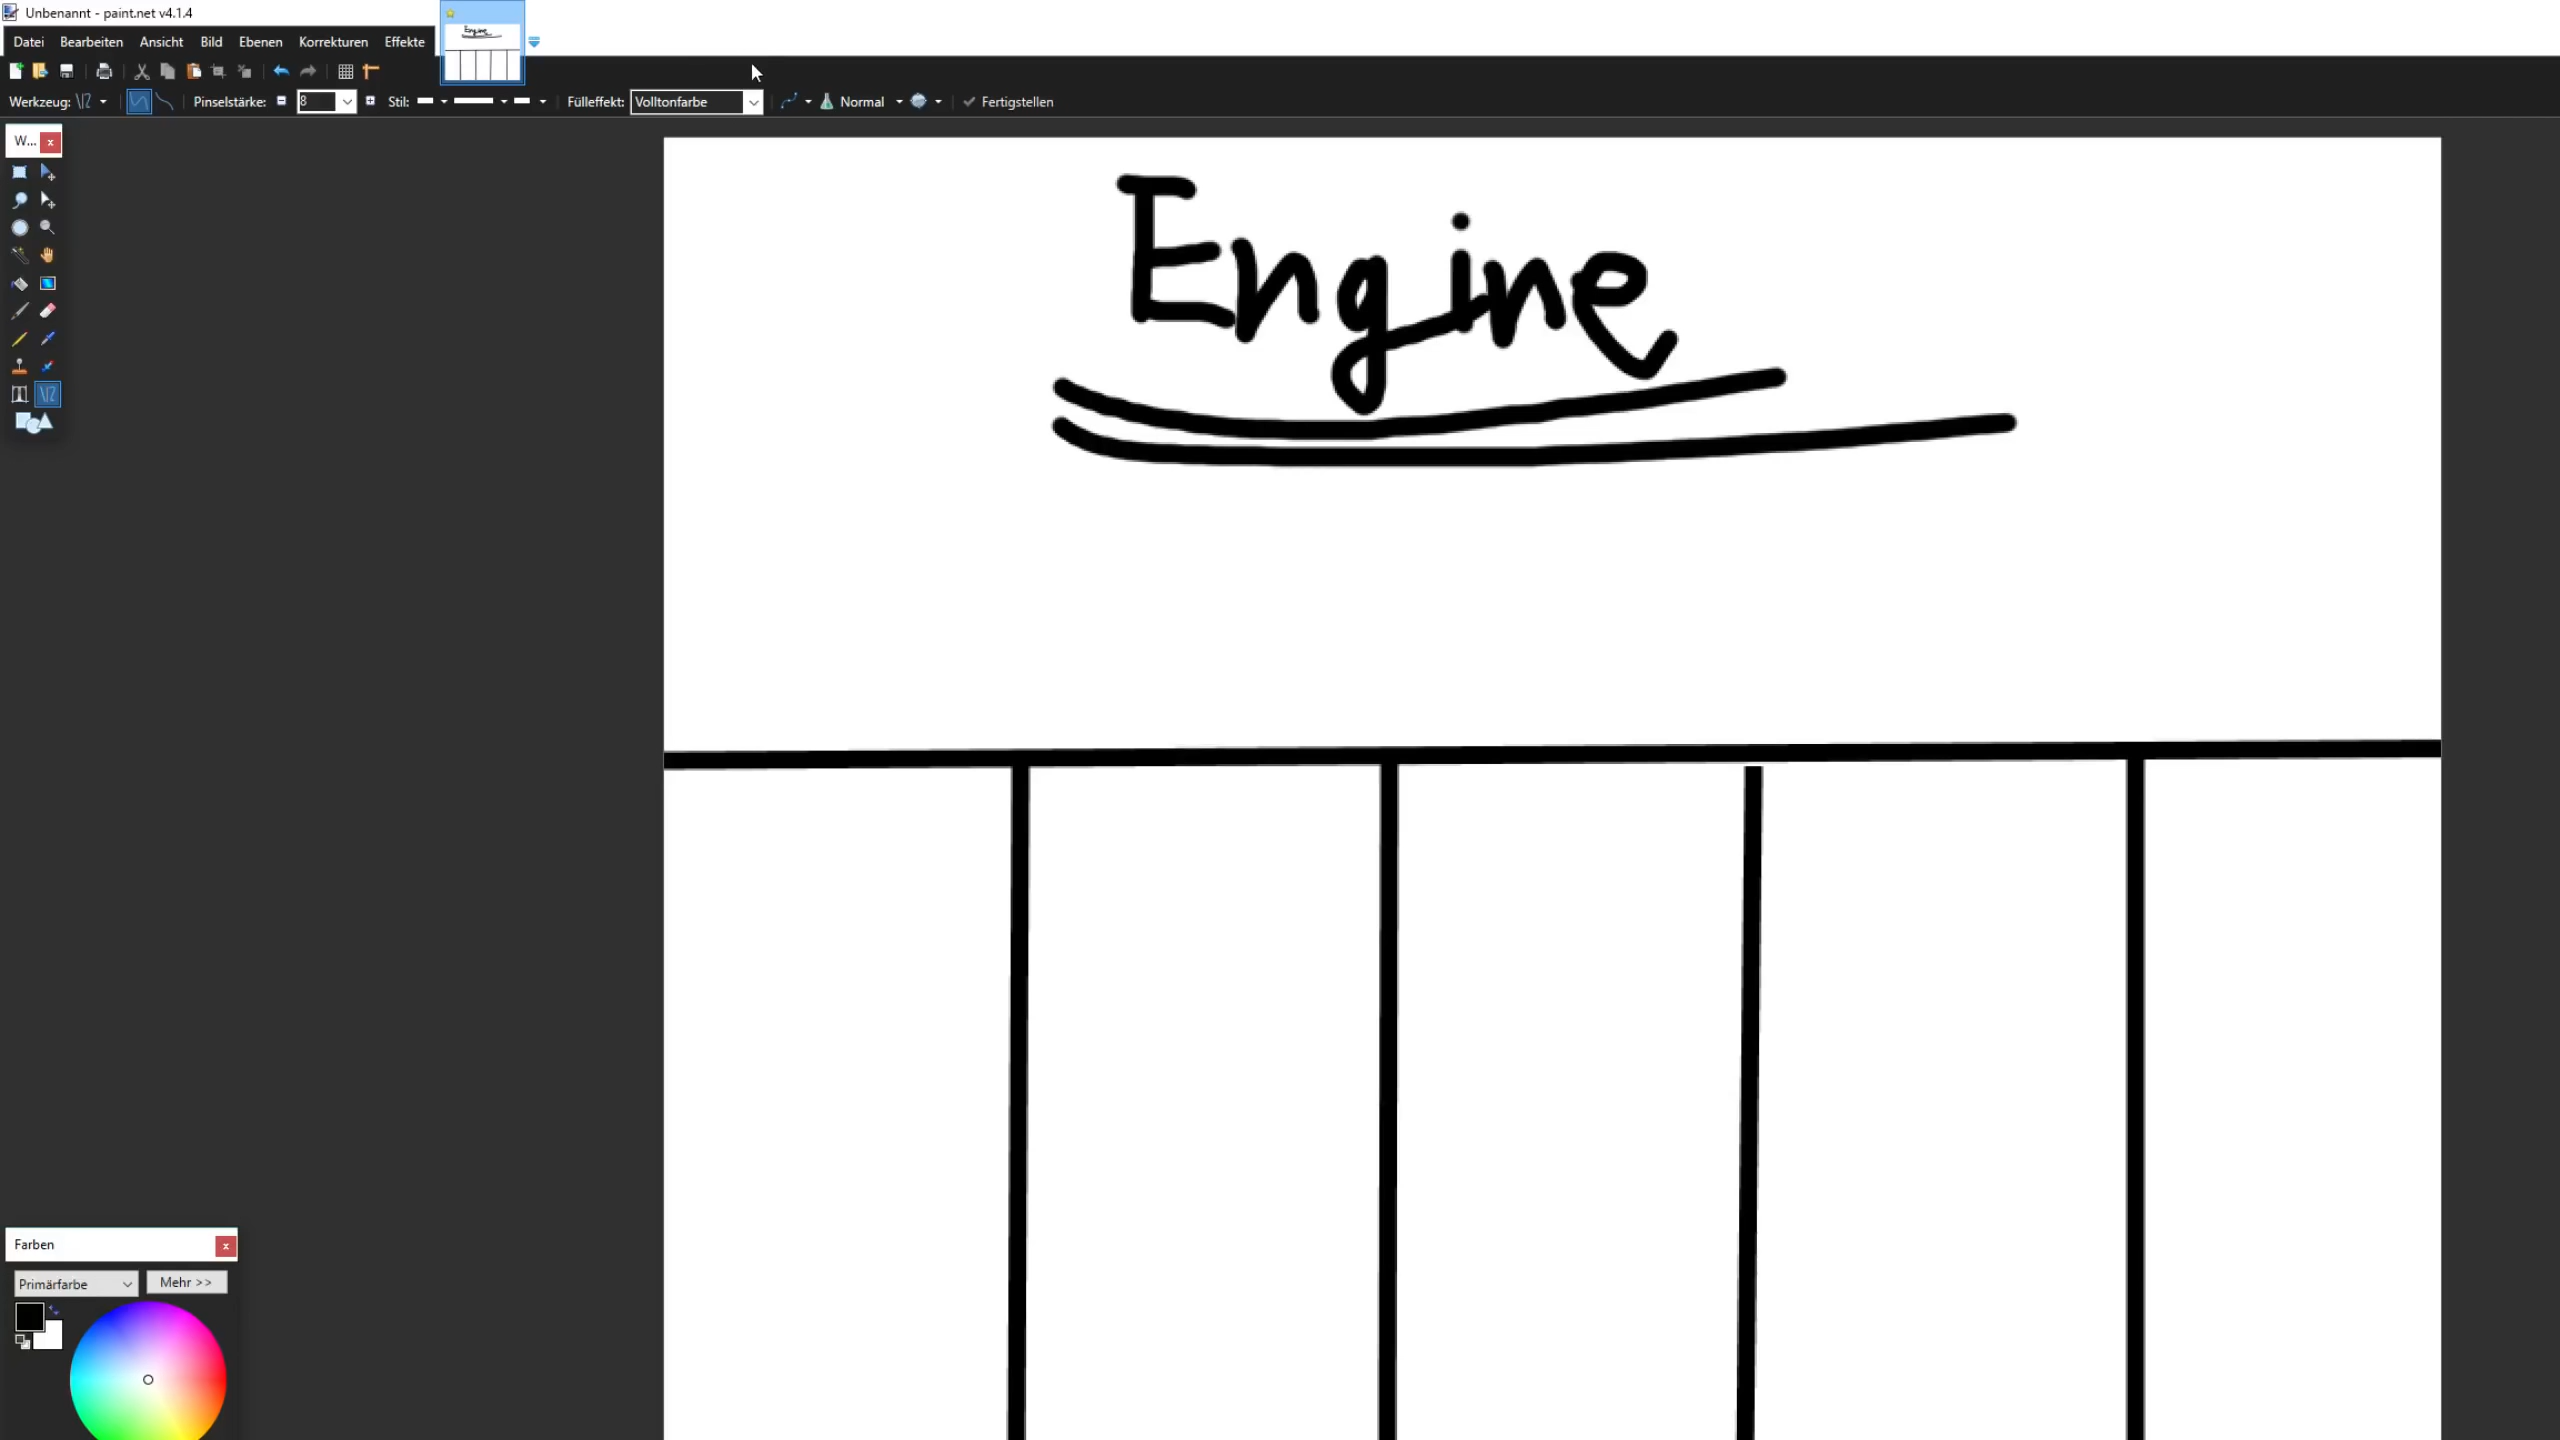 Unbenannt - paint.net v4.1.4
Datei Bearbeiten Ansicht Bild Ebenen Korrekturen Effekte
Werkzeug: Pinselstärke: 8 Stil: Fülleffekt: Volltonfarbe Normal Fertigstellen
W...
Engine
Farben
Primärfarbe Mehr >>